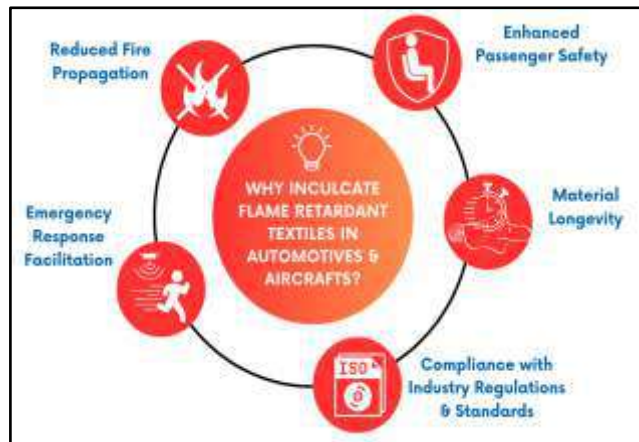 Reduced Fire
Propagation
Enhanced
Passenger Safety
WHY INCULCATE
FLAME RETARDANT
TEXTILES IN
AUTOMOTIVES &
AIRCRAFTS?
Material
Longevity
Emergency
Response
Facilitation
ISO
Compliance with
Industry Regulations
& Standards